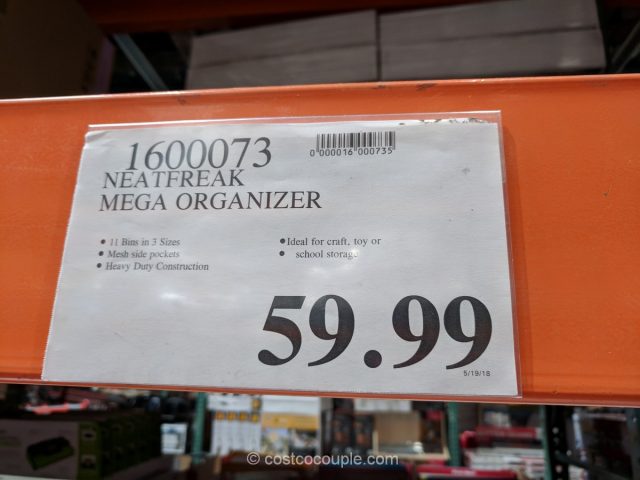 1600073
0 000016 000735
NEATFREAK
MEGA ORGANIZER
• 11 Bins in 3 Sizes
• Mesh side pockets
• Heavy Duty Construction
• Ideal for craft, toy or
• school storage
59.99
5/19/18
© costcocouple.com